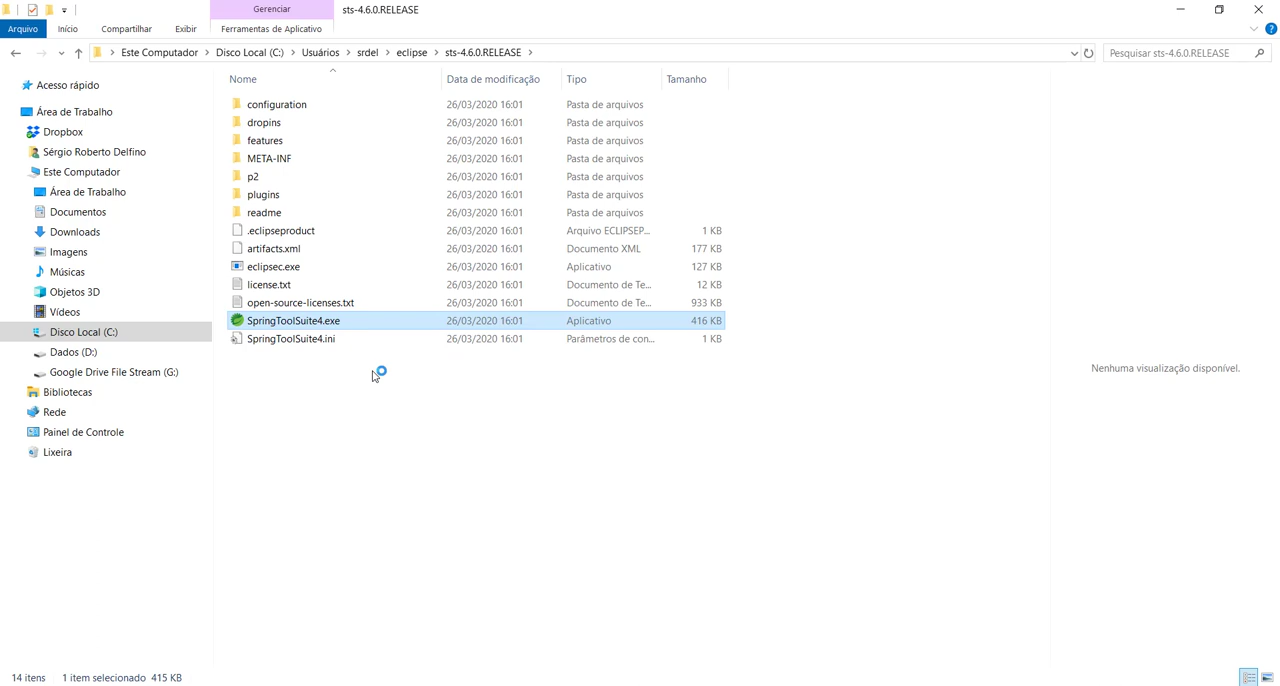 Gerenciar
sts-4.6.0.RELEASE
Arquivo Início Compartilhar Exibir Ferramentas de Aplicativo
Este Computador Disco Local (C:) Usuários srdel eclipse sts-4.6.0.RELEASE
Pesquisar sts-4.6.0.RELEASE
Acesso rápido
Área de Trabalho
Dropbox
Sérgio Roberto Delfino
Este Computador
Área de Trabalho
Documentos
Downloads
Imagens
Músicas
Objetos 3D
Vídeos
Disco Local (C:)
Dados (D:)
Google Drive File Stream (G:)
Bibliotecas
Rede
Painel de Controle
Lixeira
Nome Data de modificação Tipo Tamanho
configuration 26/03/2020 16:01 Pasta de arquivos
dropins 26/03/2020 16:01 Pasta de arquivos
features 26/03/2020 16:01 Pasta de arquivos
META-INF 26/03/2020 16:01 Pasta de arquivos
p2 26/03/2020 16:01 Pasta de arquivos
plugins 26/03/2020 16:01 Pasta de arquivos
readme 26/03/2020 16:01 Pasta de arquivos
.eclipseproduct 26/03/2020 16:01 Arquivo ECLIPSEP... 1 KB
artifacts.xml 26/03/2020 16:01 Documento XML 177 KB
eclipsec.exe 26/03/2020 16:01 Aplicativo 127 KB
license.txt 26/03/2020 16:01 Documento de Te... 12 KB
open-source-licenses.txt 26/03/2020 16:01 Documento de Te... 933 KB
SpringToolSuite4.exe 26/03/2020 16:01 Aplicativo 416 KB
SpringToolSuite4.ini 26/03/2020 16:01 Parâmetros de con... 1 KB
Nenhuma visualização disponível.
14 itens 1 item selecionado 415 KB